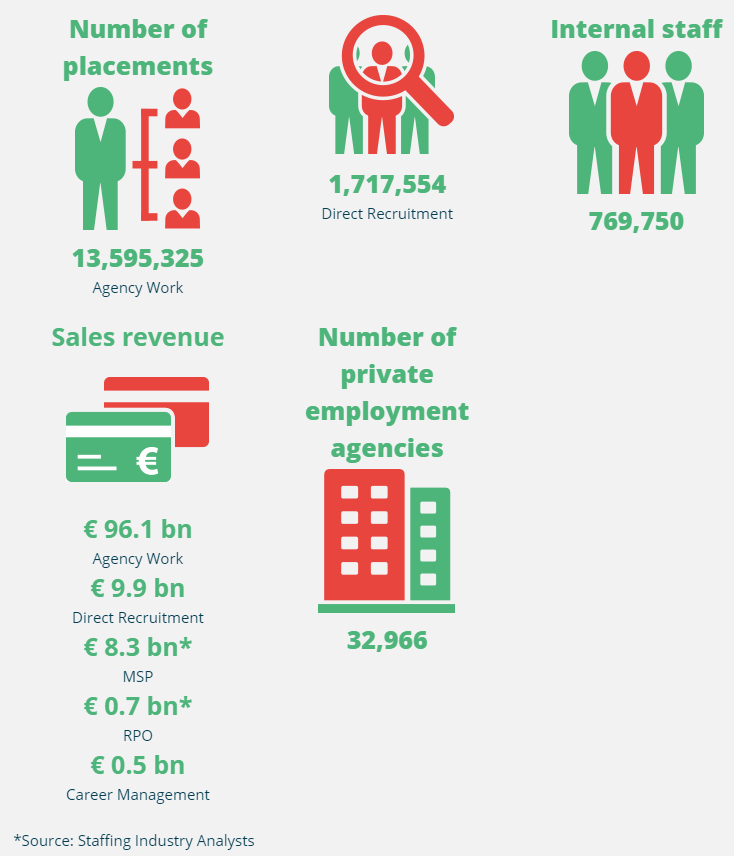 Number of
placements
13,595,325
Agency Work
1,717,554
Direct Recruitment
Internal staff
769,750
Sales revenue
€
€ 96.1 bn
Agency Work
€ 9.9 bn
Direct Recruitment
€ 8.3 bn*
MSP
€ 0.7 bn*
RPO
€ 0.5 bn
Career Management
Number of
private
employment
agencies
32,966
*Source: Staffing Industry Analysts